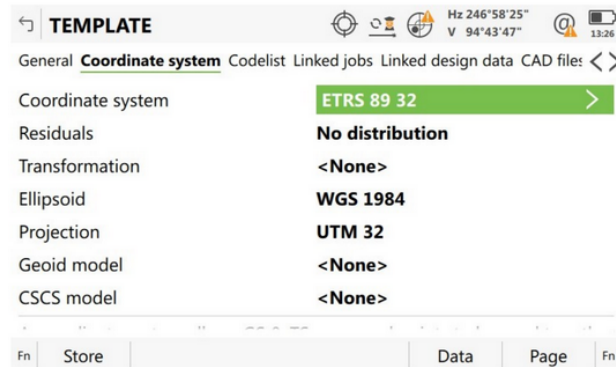 TEMPLATE
Hz 246°58'25"
V 94°43'47"
13:26
General Coordinate system Codelist Linked jobs Linked design data CAD files
Coordinate system ETRS 89 32
Residuals No distribution
Transformation <None>
Ellipsoid WGS 1984
Projection UTM 32
Geoid model <None>
CSCS model <None>
Fn Store Data Page Fn